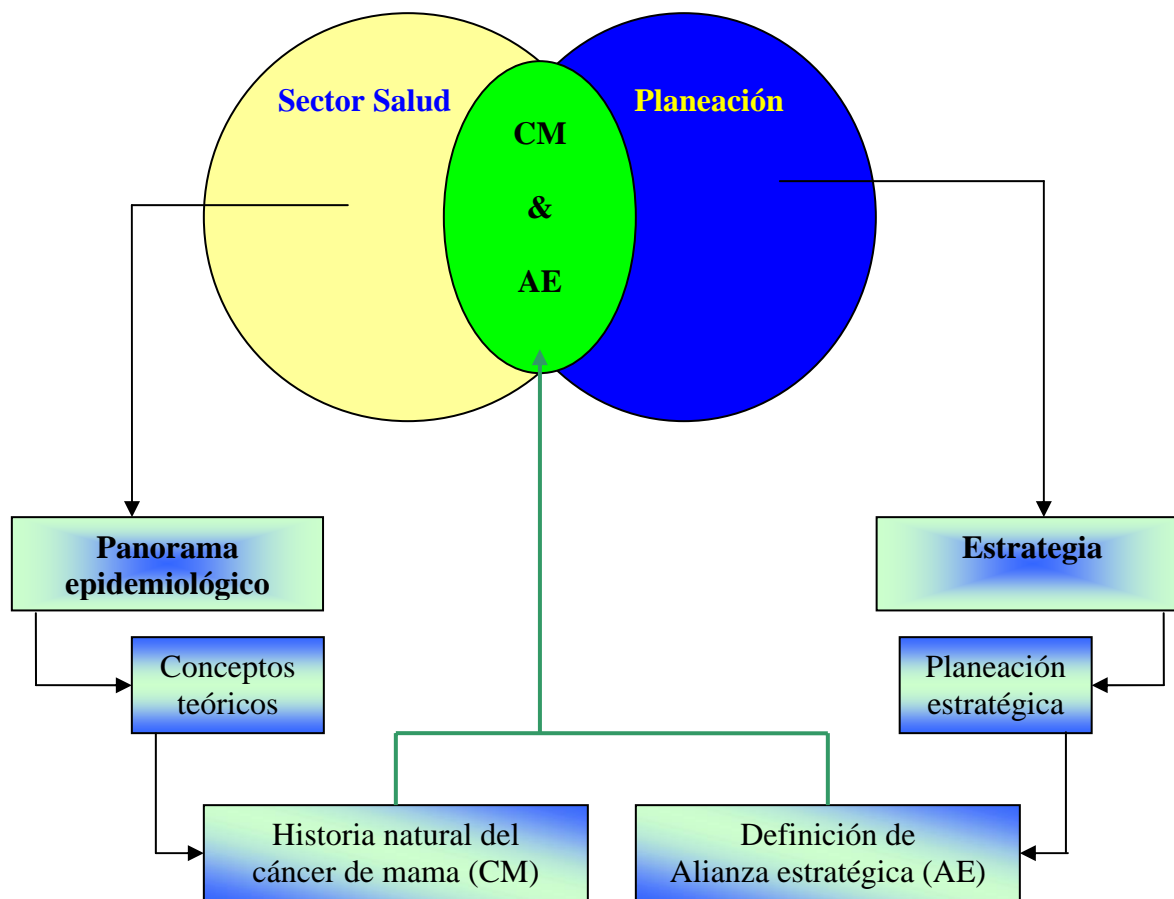 Sector Salud
Planeación
CM
&
AE
Panorama
epidemiológico
Estrategia
Conceptos
teóricos
Planeación
estratégica
Historia natural del
cáncer de mama (CM)
Definición de
Alianza estratégica (AE)